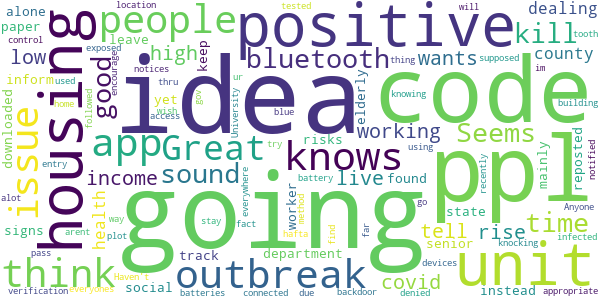 alone people positive kill dealing location tested
paper control low high bluetooth wants county will tooth
leave keep exposed encourage supposed im
inform good housing idea code elderly thing
notices yet used thru ur gov University blue wish access knowing building
downloaded issue home followed app Great knows working Seems mainly reposted notified
entry risks using
alot income sound live found ppl time
signs health way worker battery try everywhere go state recently Anyone
arent plot stay fact method find far tell rise infected
pass think going unit
social track department hafta senior knocking
verification everyones Haven't outbreak covid devices instead
batteries connected due backdoor denied appropriate